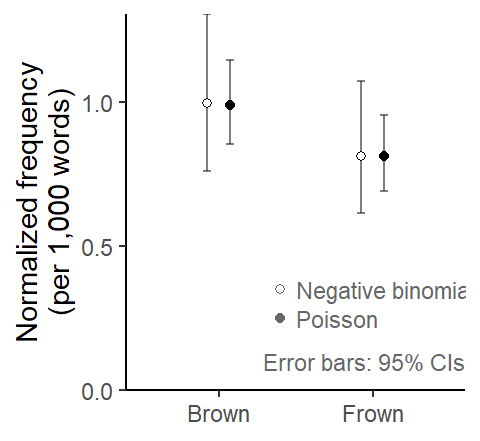 Normalized frequency
(per 1,000 words)
1.0
0.5
0.0
Negative binomia
Poisson
Error bars: 95% CIs
Brown
Frown